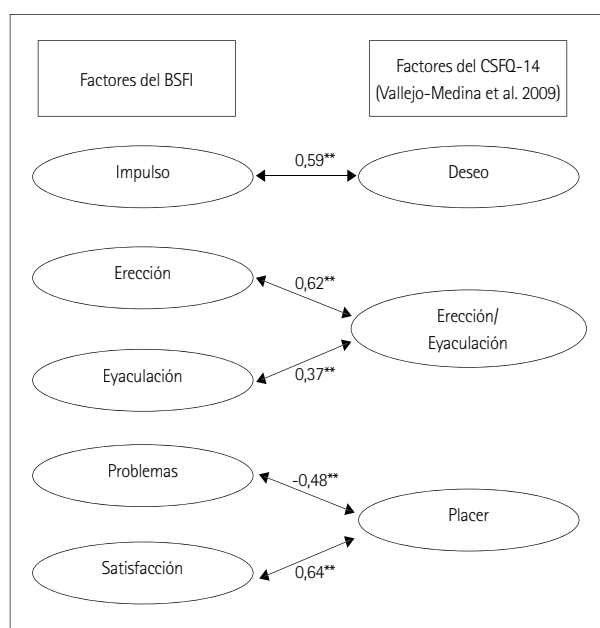 Factores del BSFI
Factores del CSFQ-14
(Vallejo-Medina et al. 2009)
Impulso
0,59**
Deseo
Erección
0,62**
Erección/
Eyaculación
Eyaculación
0,37**
Problemas
-0,48**
Placer
Satisfacción
0,64**